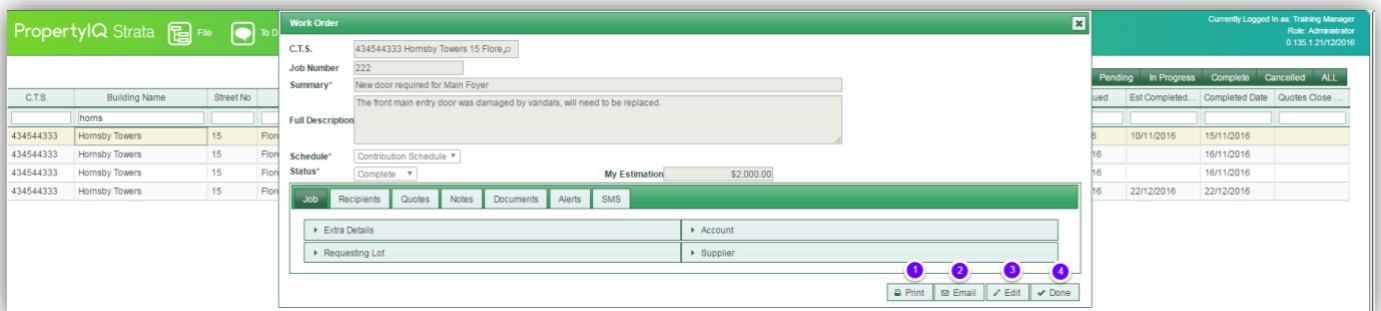 PropertyIQ Strata File To D
Currently Logged In as: Training Manager
Role: Administrator
0.135.1 21/12/2016
Work Order
C.T.S. 434544333 Hornsby Towers 15 Flore
Job Number 222
Summary* New door required for Main Foyer
Full Description The front main entry door was damaged by vandals, will need to be replaced.
Schedule* Contribution Schedule
Status* Complete My Estimation $2,000.00
Job Recipients Quotes Notes Documents Alerts SMS
Extra Details Account
Requesting Lot Supplier
1 2 3 4
Print Email Edit Done
Pending In Progress Complete Cancelled ALL
C.T.S. Building Name Street No ued Est Completed... Completed Date Quotes Close ...
horns
434544333 Hornsby Towers 15 Flor 6 10/11/2016 15/11/2016
434544333 Hornsby Towers 15 Flor 16 16/11/2016
434544333 Hornsby Towers 15 Flor 16 16/11/2016
434544333 Hornsby Towers 15 Flor 16 22/12/2016 22/12/2016